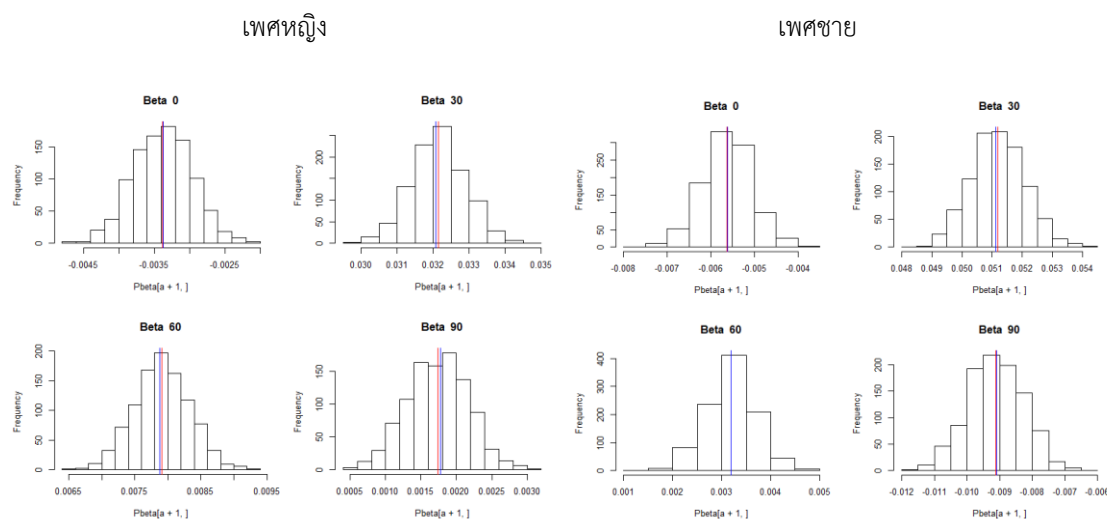 เพศหญิง
เพศชาย
Beta 0
Frequency
0 50 100 150
-0.0045 -0.0035 -0.0025
Pbeta[a + 1, ]
Beta 30
Frequency
0 50 100 200
0.030 0.031 0.032 0.033 0.034 0.035
Pbeta[a + 1, ]
Beta 0
Frequency
0 50 150 250
-0.008 -0.007 -0.006 -0.005 -0.004
Pbeta[a + 1, ]
Beta 30
Frequency
0 50 100 150 200
0.048 0.049 0.050 0.051 0.052 0.053 0.054
Pbeta[a + 1, ]
Beta 60
Frequency
0 50 100 150 200
0.0065 0.0075 0.0085 0.0095
Pbeta[a + 1, ]
Beta 90
Frequency
0 50 100 150
0.0005 0.0010 0.0015 0.0020 0.0025 0.0030
Pbeta[a + 1, ]
Beta 60
Frequency
0 100 200 300 400
0.001 0.002 0.003 0.004 0.005
Pbeta[a + 1, ]
Beta 90
Frequency
0 50 100 150 200
-0.012 -0.011 -0.010 -0.009 -0.008 -0.007 -0.006
Pbeta[a + 1, ]